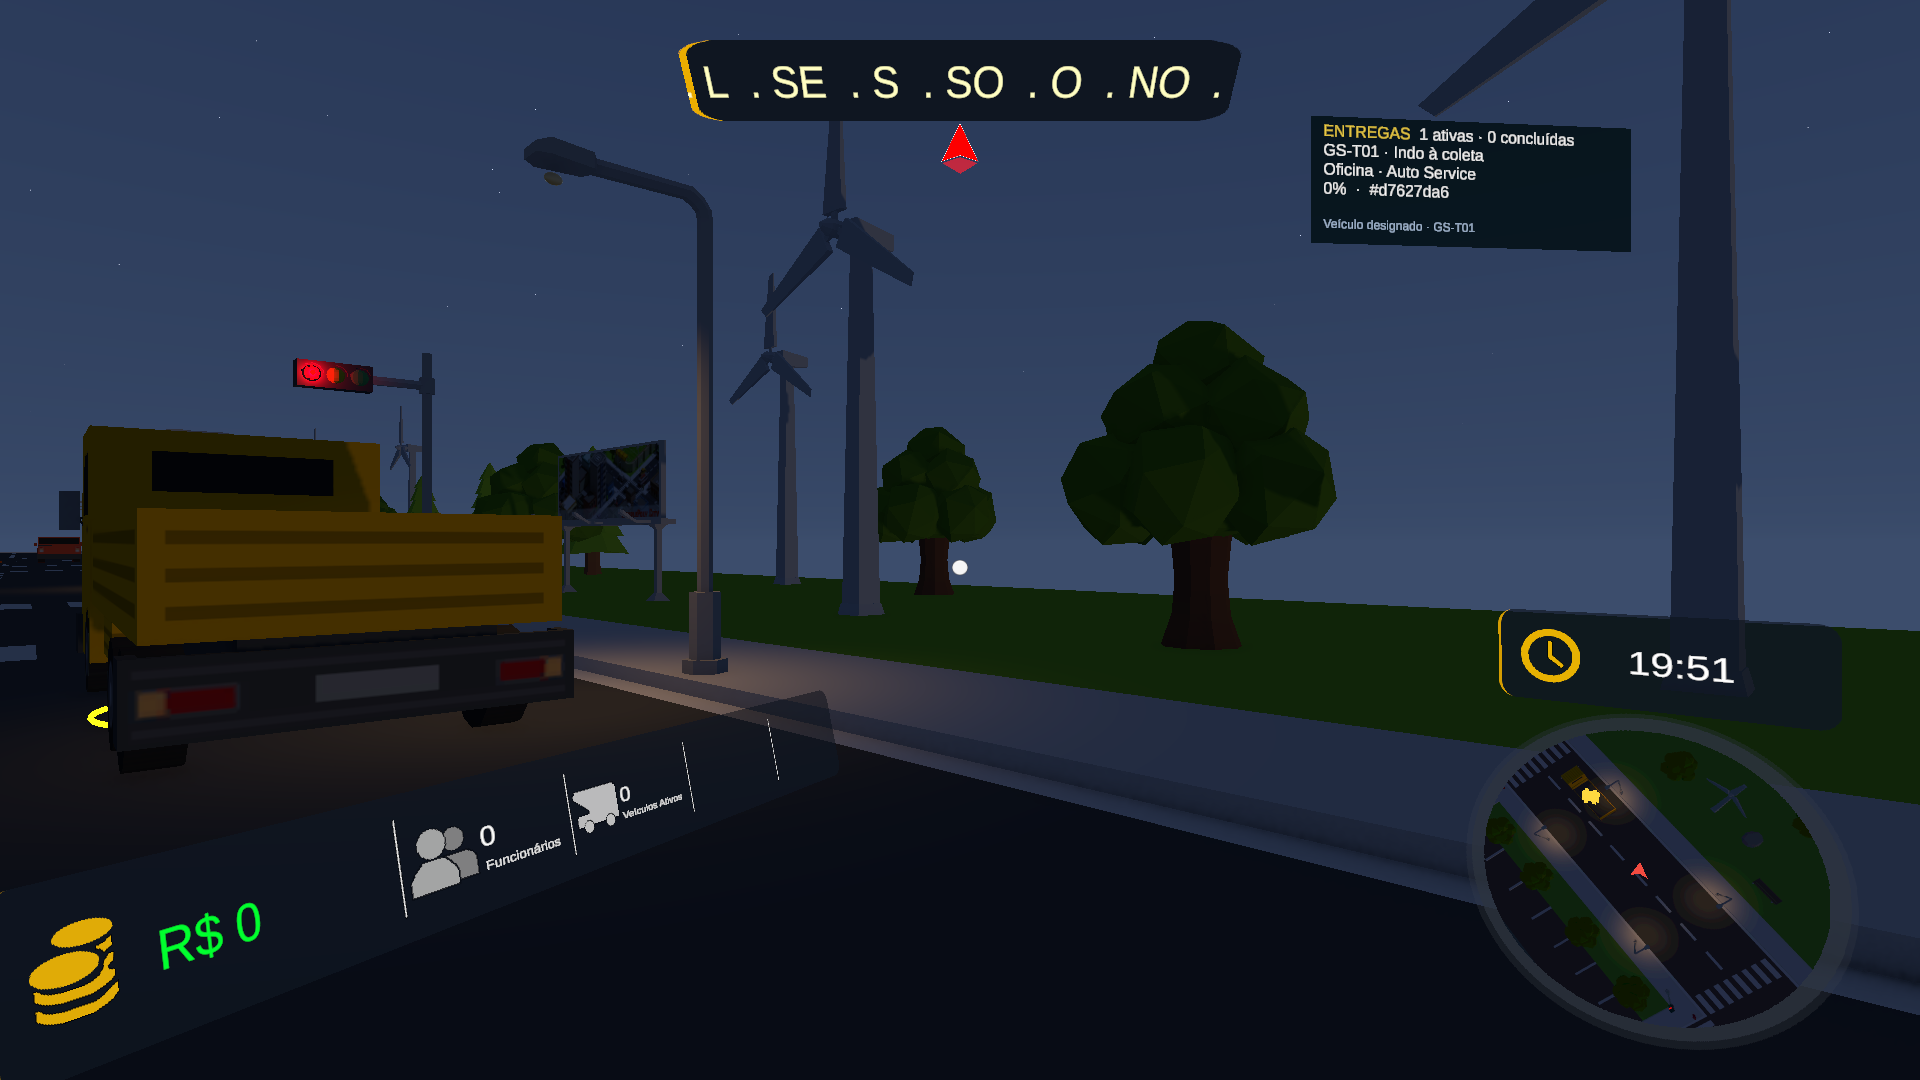 L . SE . S . SO . O . NO .
ENTREGAS 1 ativas · 0 concluídas
GS-T01 · Indo à coleta
Oficina · Auto Service
0% · #d7627da6
Veículo designado · GS-T01
19:51
0
Veículos Ativos
0
Funcionários
R$ 0